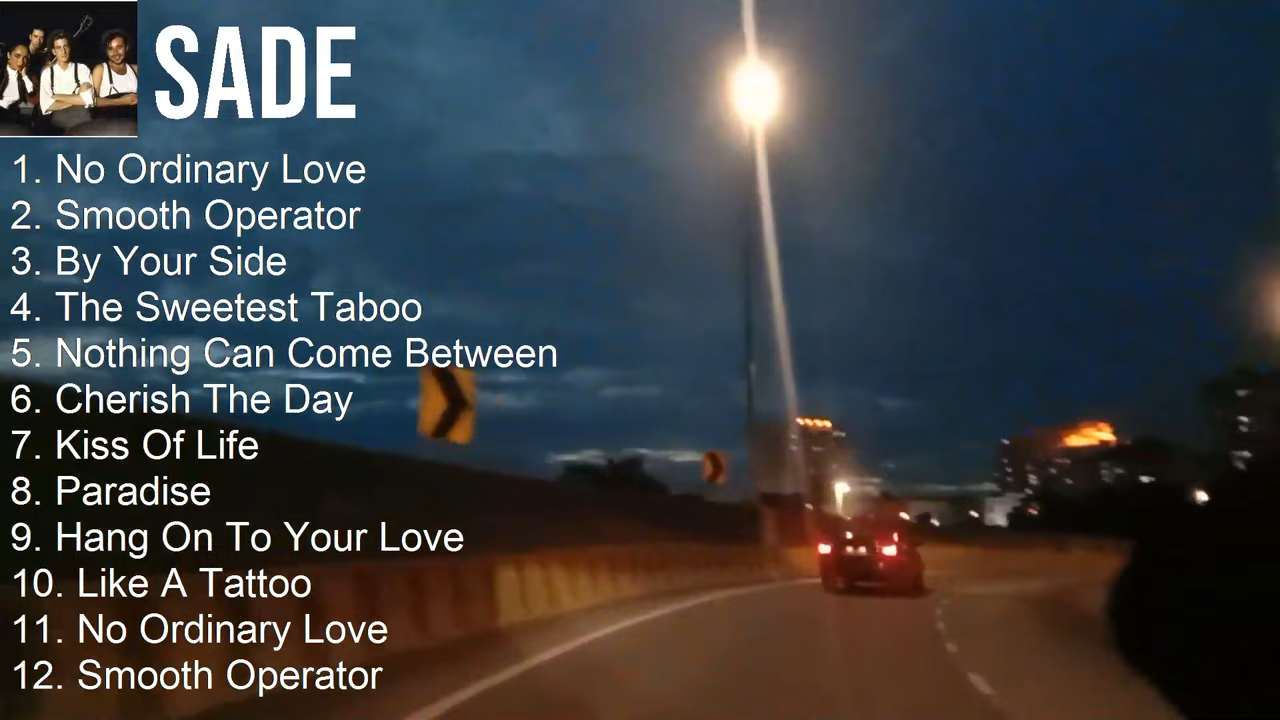 SADE
1. No Ordinary Love
2. Smooth Operator
3. By Your Side
4. The Sweetest Taboo
5. Nothing Can Come Between
6. Cherish The Day
7. Kiss Of Life
8. Paradise
9. Hang On To Your Love
10. Like A Tattoo
11. No Ordinary Love
12. Smooth Operator